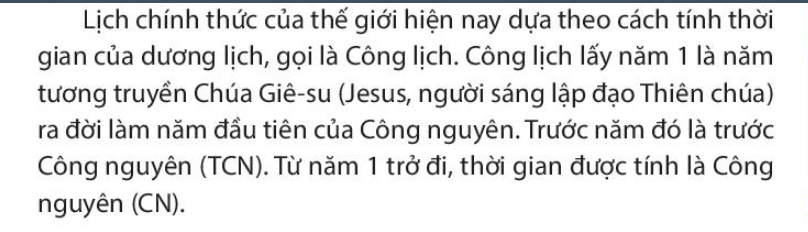 Lịch chính thức của thế giới hiện nay dựa theo cách tính thời
gian của dương lịch, gọi là Công lịch. Công lịch lấy năm 1 là năm
tương truyền Chúa Giê-su (Jesus, người sáng lập đạo Thiên chúa)
ra đời làm năm đầu tiên của Công nguyên. Trước năm đó là trước
Công nguyên (TCN). Từ năm 1 trở đi, thời gian được tính là Công
nguyên (CN).